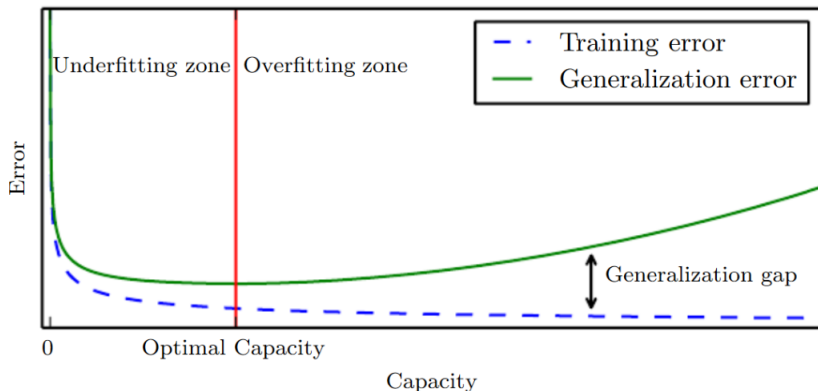 Training error
Generalization error
Underfitting zone
Overfitting zone
Error
Generalization gap
0
Optimal Capacity
Capacity